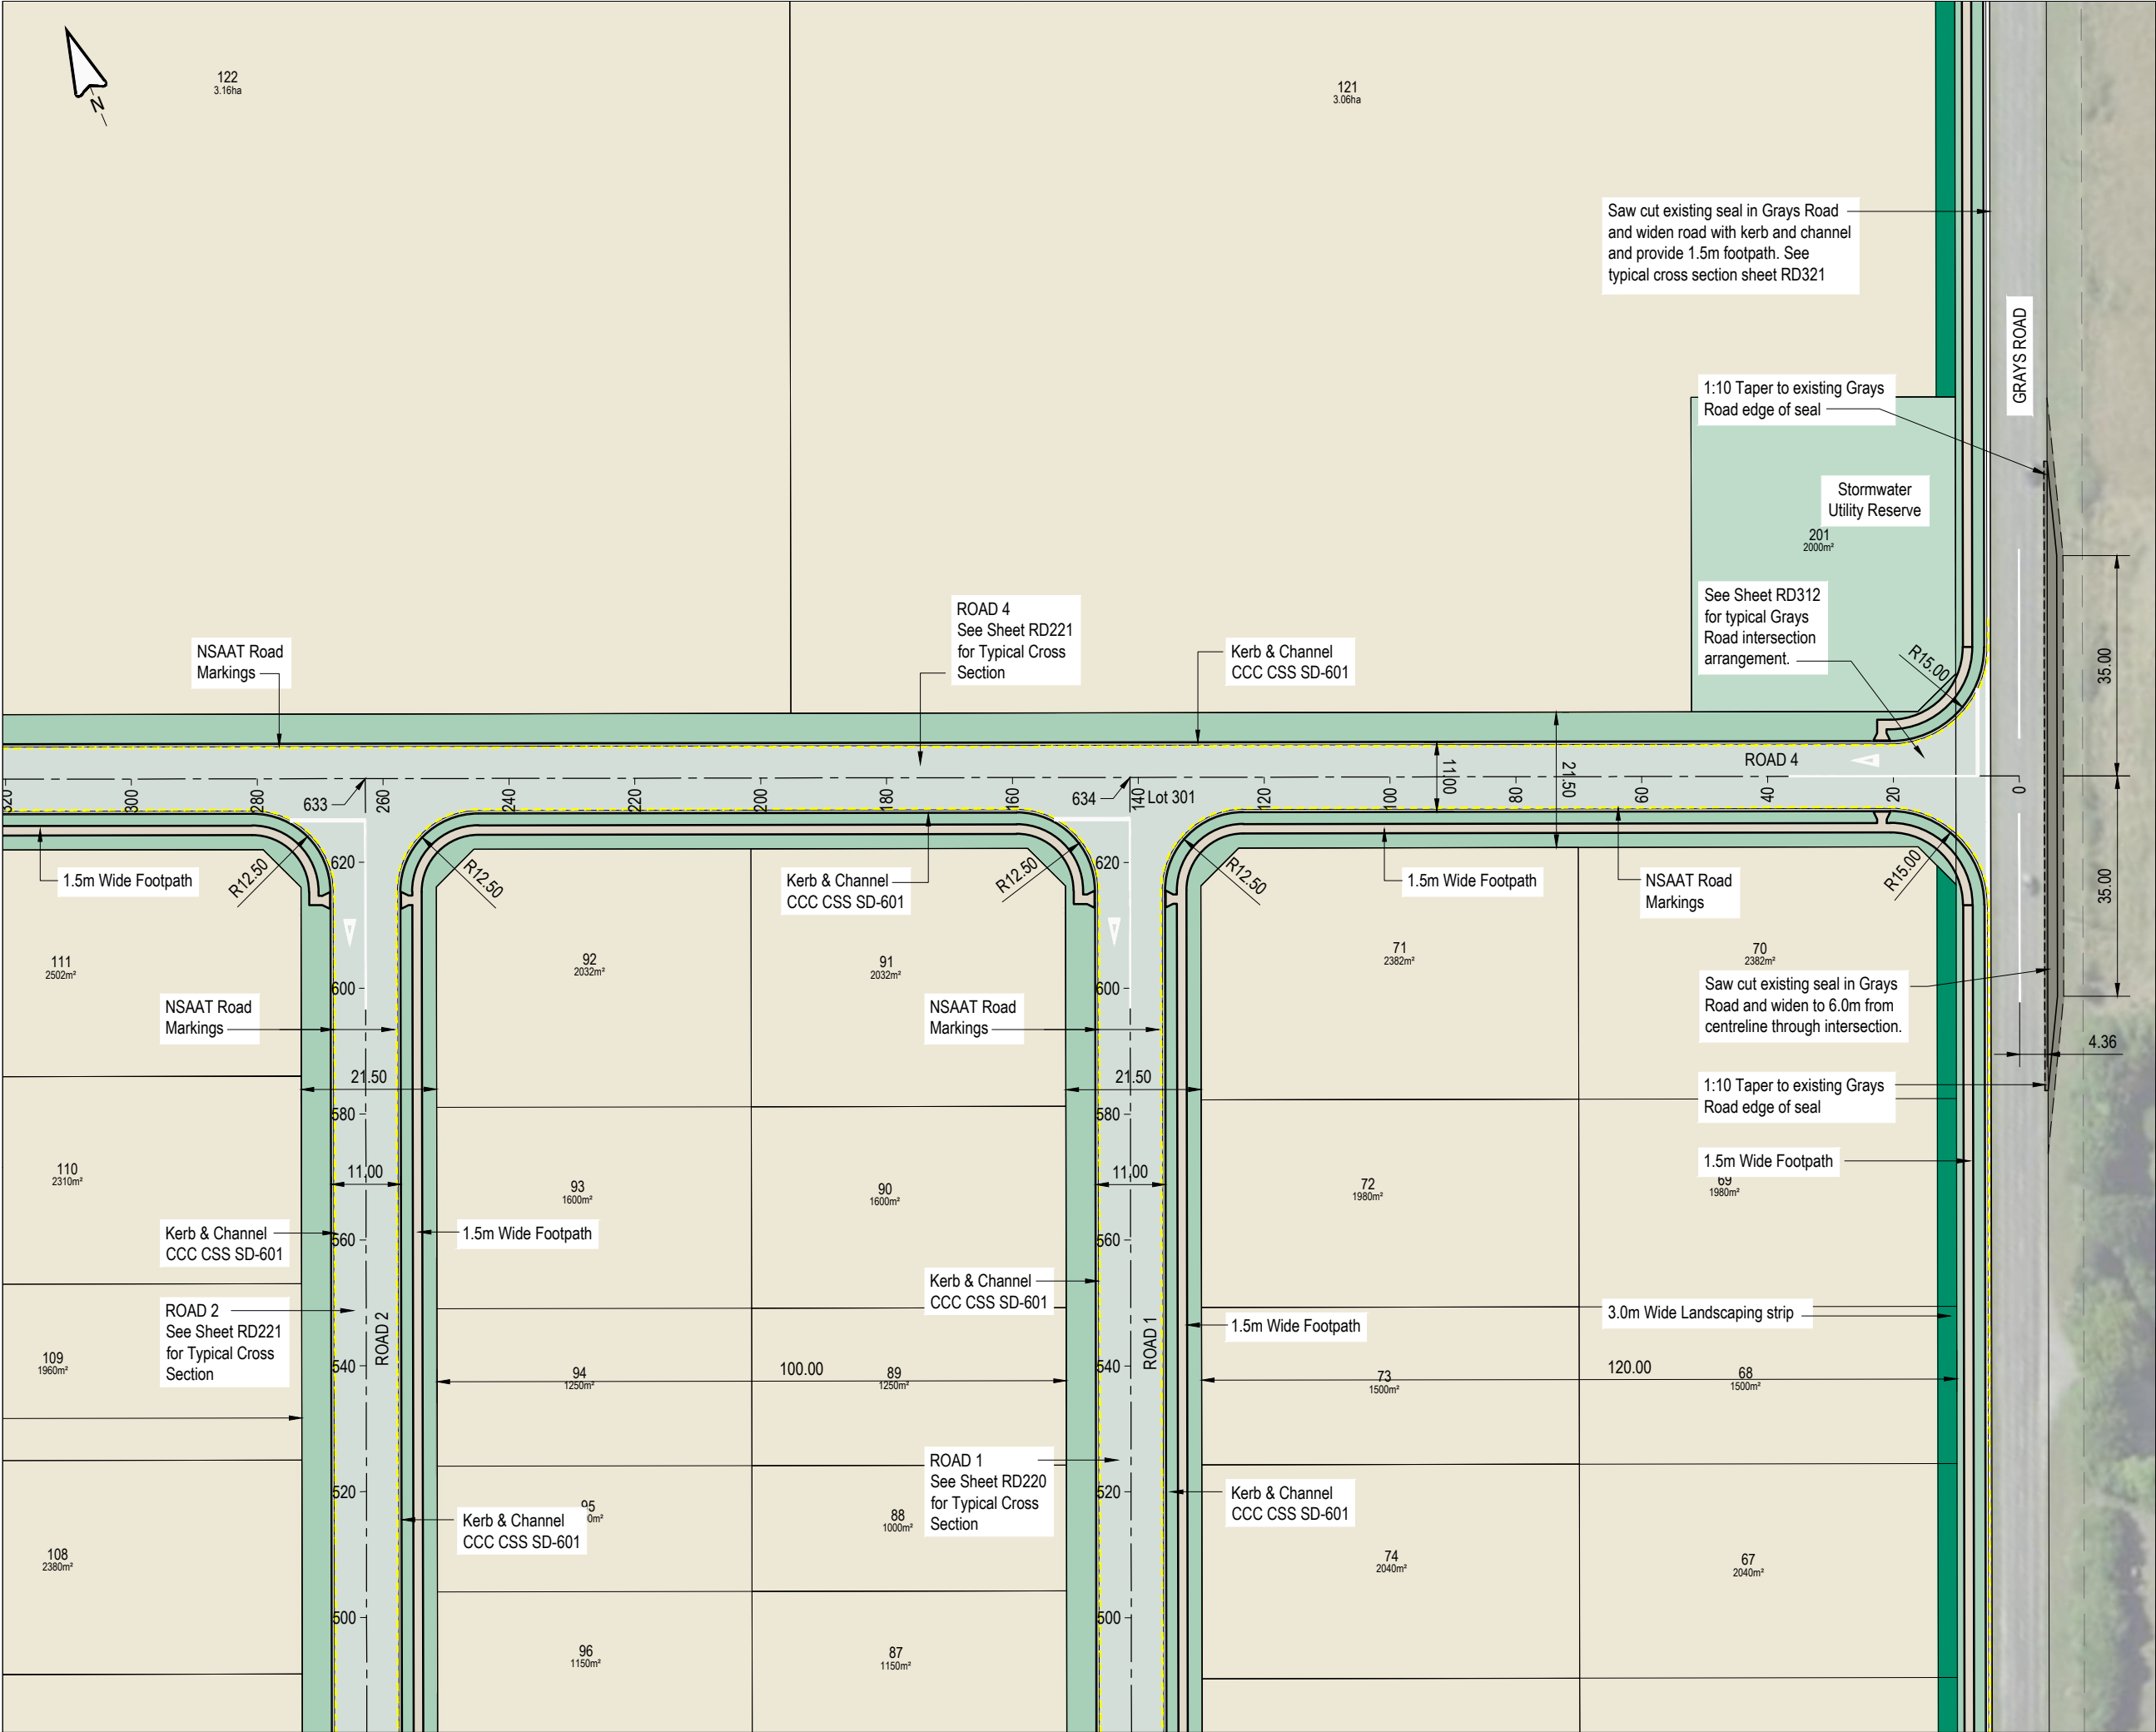 -N-
122
3.16ha
121
3.06ha
Saw cut existing seal in Grays Road
and widen road with kerb and channel
and provide 1.5m footpath. See
typical cross section sheet RD321
GRAYS ROAD
1:10 Taper to existing Grays
Road edge of seal
Stormwater
Utility Reserve
201
2000m²
See Sheet RD312
for typical Grays
Road intersection
arrangement.
R15.00
35.00
ROAD 4
See Sheet RD221
for Typical Cross
Section
NSAAT Road
Markings
Kerb & Channel
CCC CSS SD-601
ROAD 4
11.00
21.50
320
300
280
633
260
240
220
200
180
160
634
140
Lot 301
120
100
80
60
40
20
0
35.00
1.5m Wide Footpath
R12.50
620
R12.50
Kerb & Channel
CCC CSS SD-601
R12.50
620
R12.50
1.5m Wide Footpath
NSAAT Road
Markings
R15.00
111
2502m²
92
2032m²
91
2032m²
71
2382m²
70
2382m²
NSAAT Road
Markings
600
NSAAT Road
Markings
600
Saw cut existing seal in Grays
Road and widen to 6.0m from
centreline through intersection.
4.36
21.50
21.50
580
580
1:10 Taper to existing Grays
Road edge of seal
110
2310m²
11.00
93
1600m²
90
1600m²
11.00
72
1980m²
1.5m Wide Footpath
69
1980m²
Kerb & Channel
CCC CSS SD-601
560
1.5m Wide Footpath
560
Kerb & Channel
CCC CSS SD-601
ROAD 2
See Sheet RD221
for Typical Cross
Section
ROAD 2
ROAD 1
1.5m Wide Footpath
3.0m Wide Landscaping strip
109
1960m²
540
94
1250m²
100.00
89
1250m²
540
73
1500m²
120.00
68
1500m²
ROAD 1
See Sheet RD220
for Typical Cross
Section
520
95
0m²
Kerb & Channel
CCC CSS SD-601
88
1000m²
520
Kerb & Channel
CCC CSS SD-601
108
2380m²
74
2040m²
67
2040m²
500
500
96
1150m²
87
1150m²